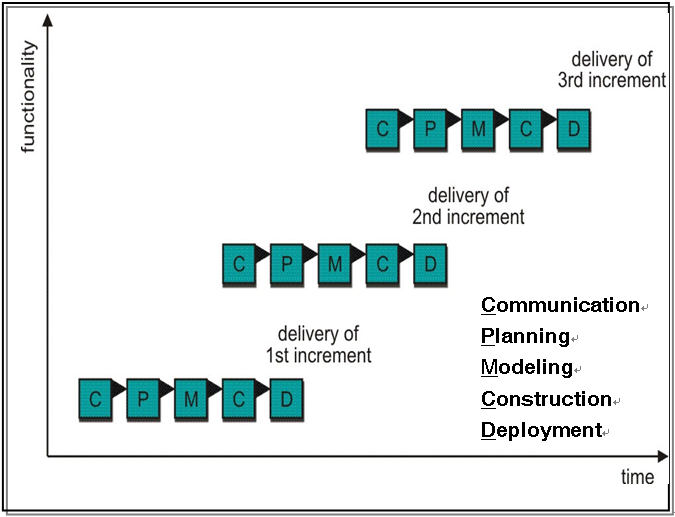 functionality
delivery of
3rd increment
C P M C D
delivery of
2nd increment
C P M C D
delivery of
1st increment
C P M C D
Communication
Planning
Modeling
Construction
Deployment
time